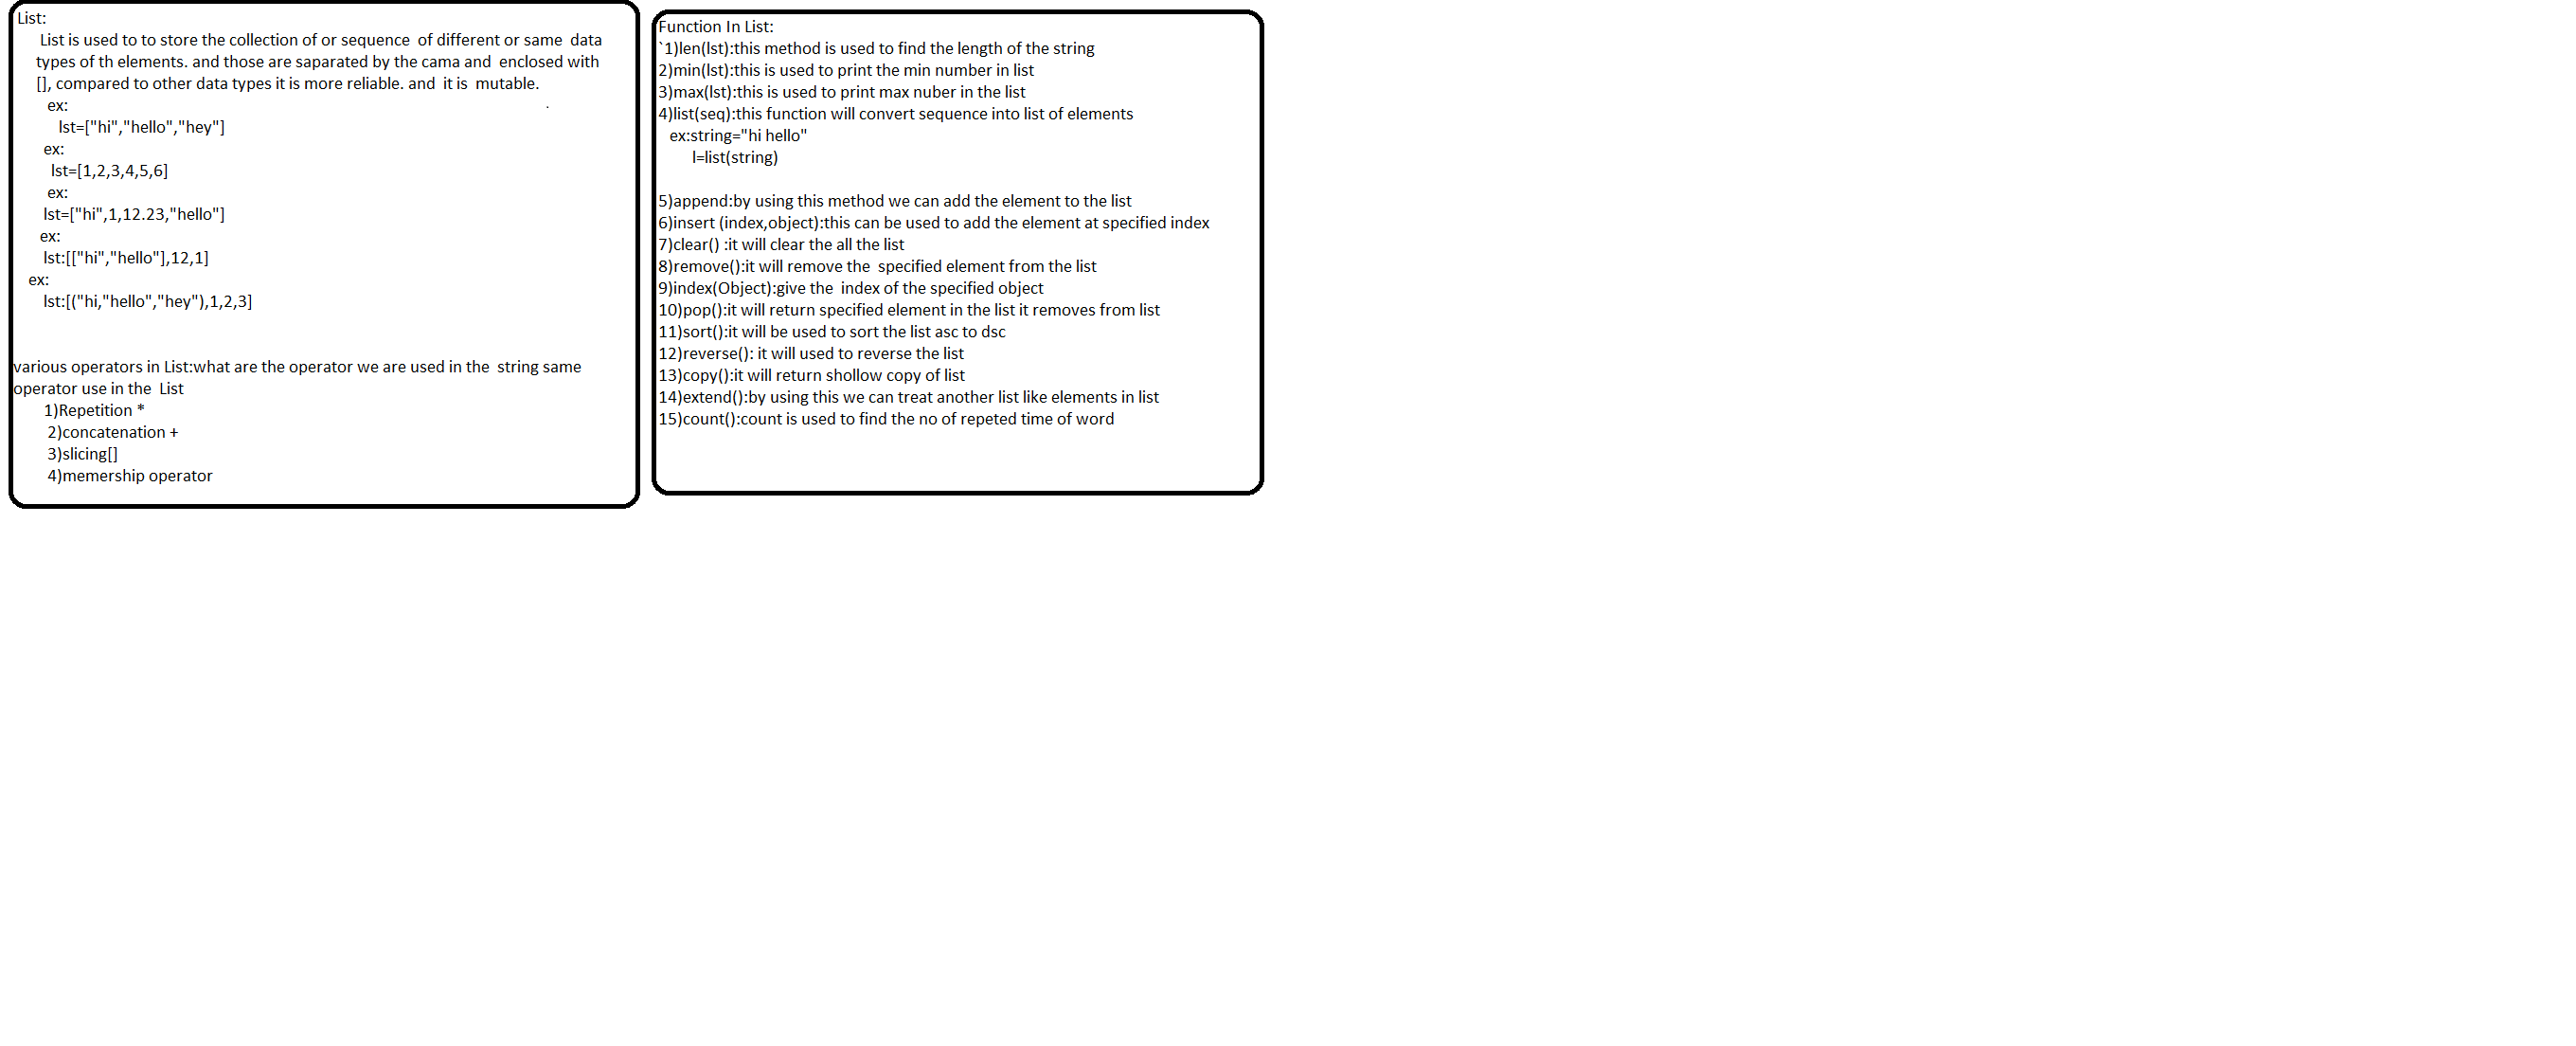 List:
List is used to to store the collection of or sequence  of different or same  data
types of th elements. and those are saparated by the cama and  enclosed with
[], compared to other data types it is more reliable. and  it is  mutable.
ex:
lst=["hi","hello","hey"]
ex:
lst=[1,2,3,4,5,6]
ex:
lst=["hi",1,12.23,"hello"]
ex:
lst:[["hi","hello"],12,1]
ex:
lst:[("hi,"hello","hey"),1,2,3]
various operators in List:what are the operator we are used in the  string same
operator use in the  List
1)Repetition *
2)concatenation +
3)slicing[]
4)memership operator
Function In List:
`1)len(lst):this method is used to find the length of the string
2)min(lst):this is used to print the min number in list
3)max(lst):this is used to print max nuber in the list
4)list(seq):this function will convert sequence into list of elements
ex:string="hi hello"
l=list(string)
5)append:by using this method we can add the element to the list
6)insert (index,object):this can be used to add the element at specified index
7)clear() :it will clear the all the list
8)remove():it will remove the  specified element from the list
9)index(Object):give the  index of the specified object
10)pop():it will return specified element in the list it removes from list
11)sort():it will be used to sort the list asc to dsc
12)reverse(): it will used to reverse the list
13)copy():it will return shollow copy of list
14)extend():by using this we can treat another list like elements in list
15)count():count is used to find the no of repeted time of word